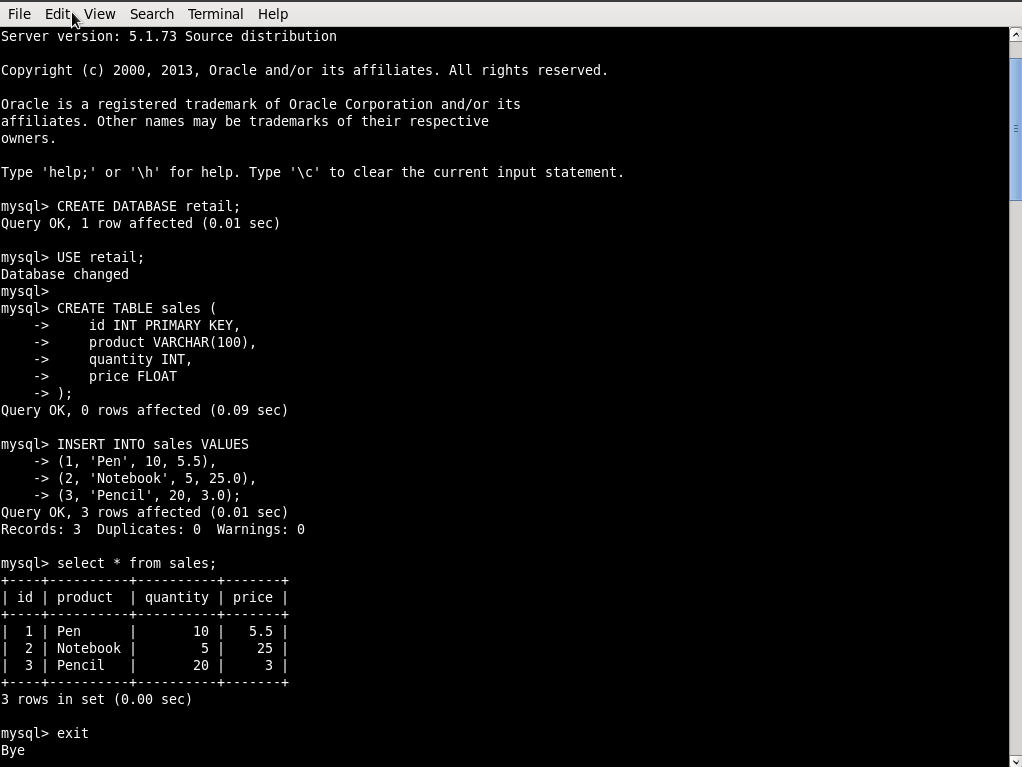 File Edit View Search Terminal Help
Server version: 5.1.73 Source distribution

Copyright (c) 2000, 2013, Oracle and/or its affiliates. All rights reserved.

Oracle is a registered trademark of Oracle Corporation and/or its
affiliates. Other names may be trademarks of their respective
owners.

Type 'help;' or '\h' for help. Type '\c' to clear the current input statement.

mysql> CREATE DATABASE retail;
Query OK, 1 row affected (0.01 sec)

mysql> USE retail;
Database changed
mysql>
mysql> CREATE TABLE sales (
    ->     id INT PRIMARY KEY,
    ->     product VARCHAR(100),
    ->     quantity INT,
    ->     price FLOAT
    -> );
Query OK, 0 rows affected (0.09 sec)

mysql> INSERT INTO sales VALUES
    -> (1, 'Pen', 10, 5.5),
    -> (2, 'Notebook', 5, 25.0),
    -> (3, 'Pencil', 20, 3.0);
Query OK, 3 rows affected (0.01 sec)
Records: 3  Duplicates: 0  Warnings: 0

mysql> select * from sales;
+----+----------+----------+-------+
| id | product  | quantity | price |
+----+----------+----------+-------+
|  1 | Pen      |       10 |   5.5 |
|  2 | Notebook |        5 |    25 |
|  3 | Pencil   |       20 |     3 |
+----+----------+----------+-------+
3 rows in set (0.00 sec)

mysql> exit
Bye